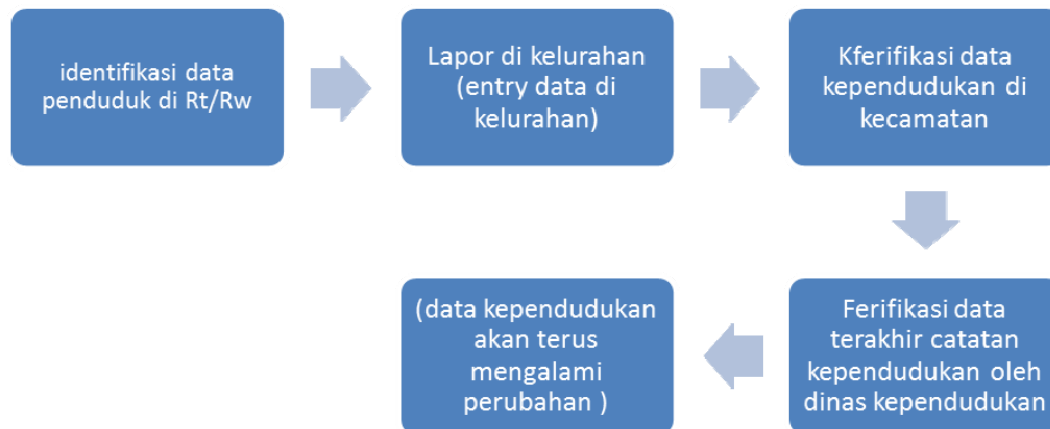 identifikasi data
penduduk di Rt/Rw
Lapor di kelurahan
(entry data di
kelurahan)
Kferifikasi data
kependudukan di
kecamatan
Ferifikasi data
terakhir catatan
kependudukan oleh
dinas kependudukan
(data kependudukan
akan terus
mengalami
perubahan )